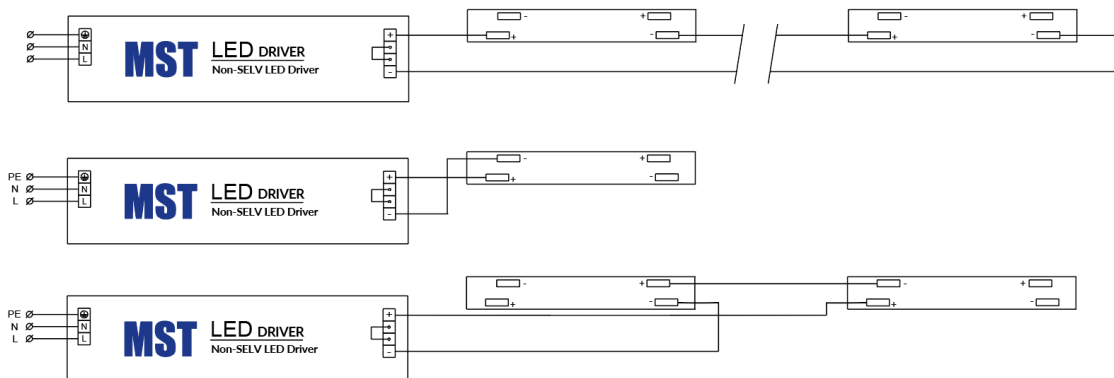 - +
+ -
- +
+ -
N
L
MST LED DRIVER
Non-SELV LED Driver
+
-
- +
+ -
PE
N
L
N
L
MST LED DRIVER
Non-SELV LED Driver
+
-
- +
+ -
- +
+ -
PE
N
L
N
L
MST LED DRIVER
Non-SELV LED Driver
+
-